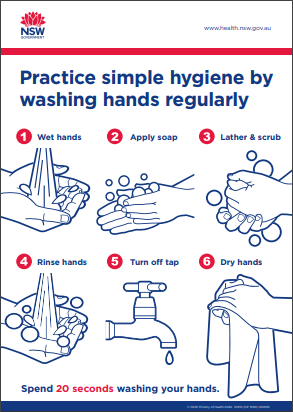 NSW
GOVERNMENT
www.health.nsw.gov.au
Practice simple hygiene by
washing hands regularly
1 Wet hands
2 Apply soap
3 Lather & scrub
4 Rinse hands
5 Turn off tap
6 Dry hands
Spend 20 seconds washing your hands.